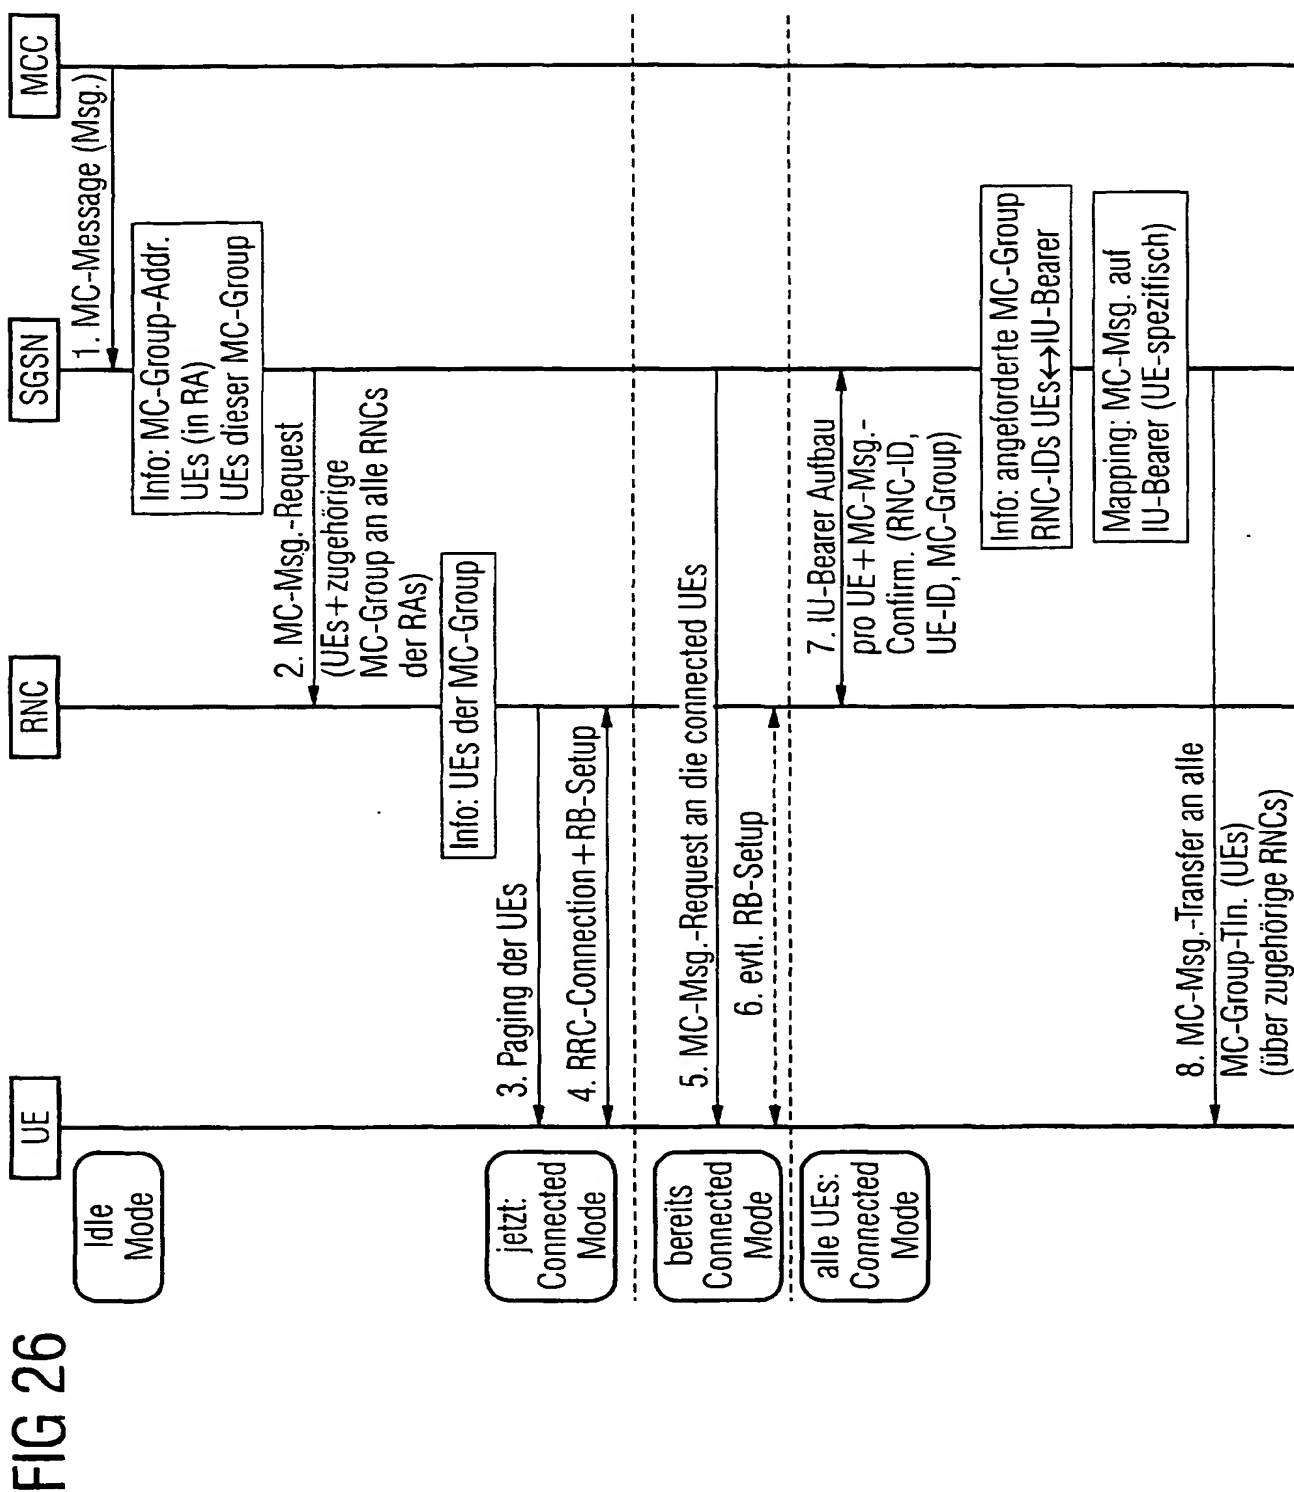 FIG 26
UE
RNC
SGSN
MCC
Idle
Mode
1. MC-Message (Msg.)
Info: MC-Group-Addr.
UEs (in RA)
UEs dieser MC-Group
2. MC-Msg.-Request
(UEs+zugehörige
MC-Group an alle RNCs
der RAs)
Info: UEs der MC-Group
jetzt:
Connected
Mode
3. Paging der UEs
4. RRC-Connection+RB-Setup
bereits
Connected
Mode
5. MC-Msg.-Request an die connected UEs
6. evtl. RB-Setup
alle UEs:
Connected
Mode
7. IU-Bearer Aufbau
pro UE+MC-Msg.-
Confirm. (RNC-ID,
UE-ID, MC-Group)
Info: angeforderte MC-Group
RNC-IDs UEs↔IU-Bearer
Mapping: MC-Msg. auf
IU-Bearer (UE-spezifisch)
8. MC-Msg.-Transfer an alle
MC-Group-Tln. (UEs)
(über zugehörige RNCs)